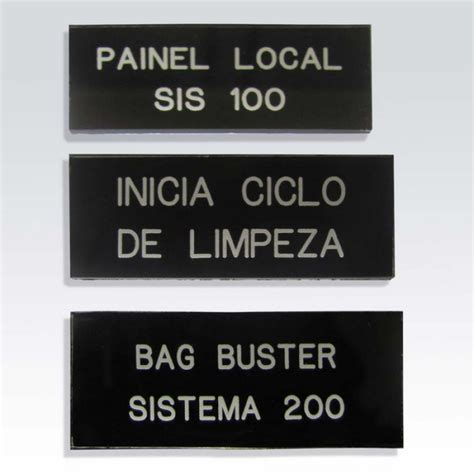 PAINEL LOCAL
SIS 100
INICIA CICLO
DE LIMPEZA
BAG BUSTER
SISTEMA 200